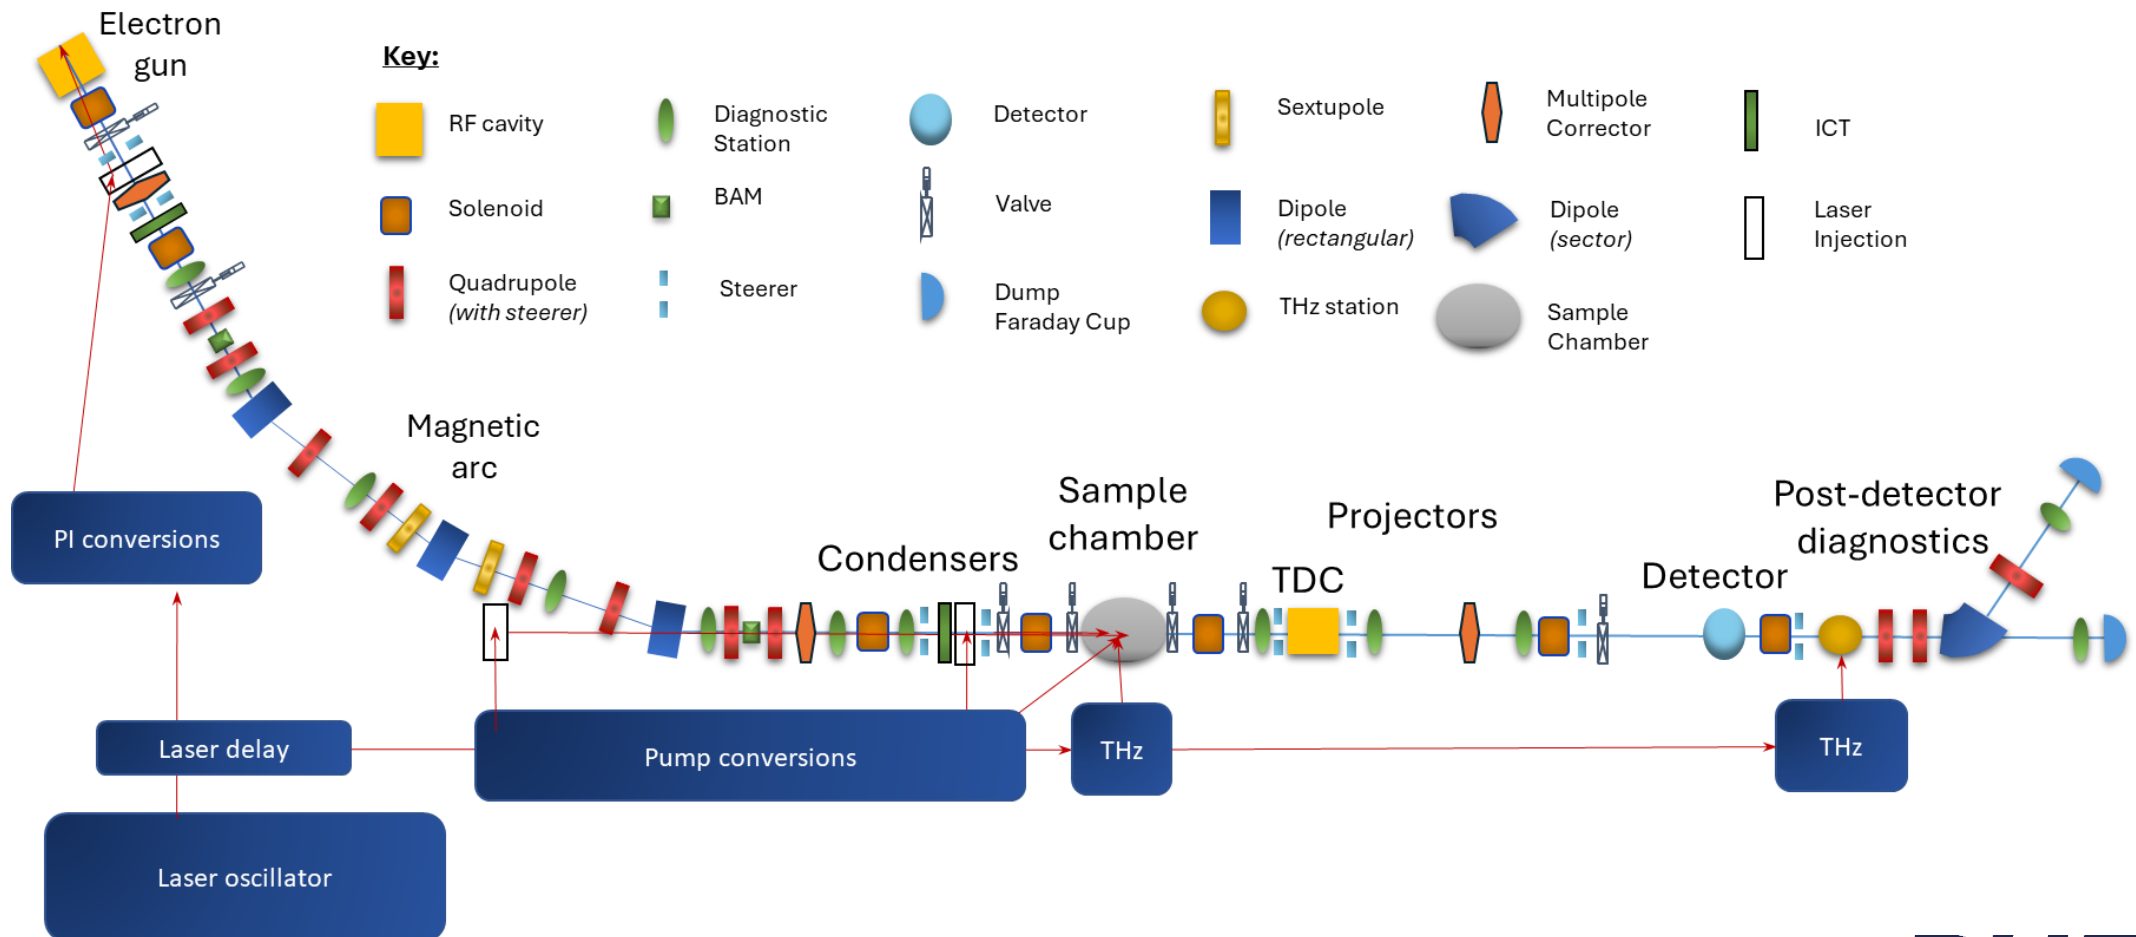 Electron
gun
Key:
RF cavity
Diagnostic
Station
Detector
Sextupole
Multipole
Corrector
ICT
Solenoid
BAM
Valve
Dipole
(rectangular)
Dipole
(sector)
Laser
Injection
Quadrupole
(with steerer)
Steerer
Dump
Faraday Cup
THz station
Sample
Chamber
Magnetic
arc
Condensers
Sample
chamber
Projectors
TDC
Detector
Post-detector
diagnostics
PI conversions
Laser delay
Pump conversions
THz
THz
Laser oscillator